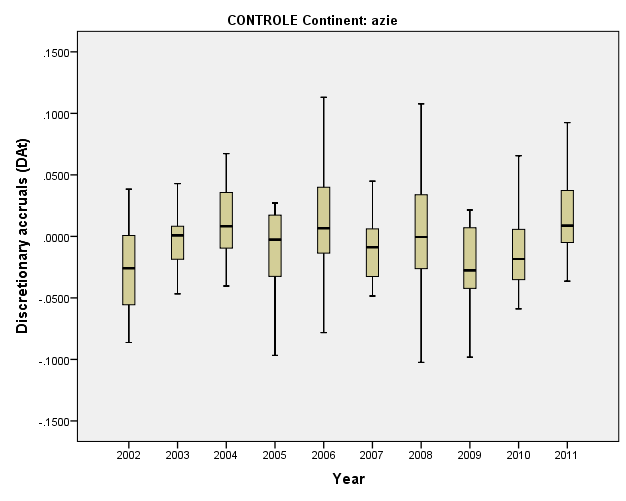 CONTROLE Continent: azie
Discretionary accruals (DAt)
.1500
.1000
.0500
.0000
-.0500
-.1000
-.1500
2002 2003 2004 2005 2006 2007 2008 2009 2010 2011
Year